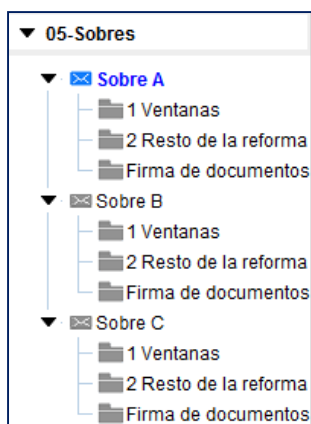 05-Sobres
Sobre A
1 Ventanas
2 Resto de la reforma
Firma de documentos
Sobre B
1 Ventanas
2 Resto de la reforma
Firma de documentos
Sobre C
1 Ventanas
2 Resto de la reforma
Firma de documentos